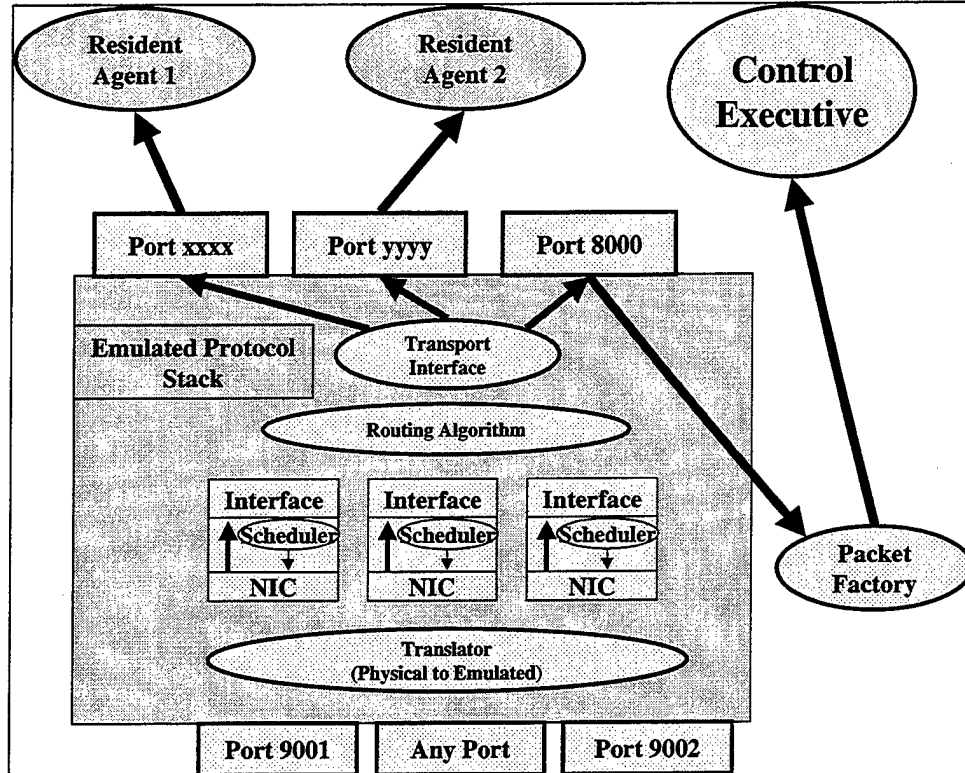 Resident
Agent 1
Resident
Agent 2
Control
Executive
Port xxxx
Port yyyy
Port 8000
Emulated Protocol
Stack
Transport
Interface
Routing Algorithm
Interface
Scheduler
NIC
Interface
Scheduler
NIC
Interface
Scheduler
NIC
Packet
Factory
Translator
(Physical to Emulated)
Port 9001
Any Port
Port 9002